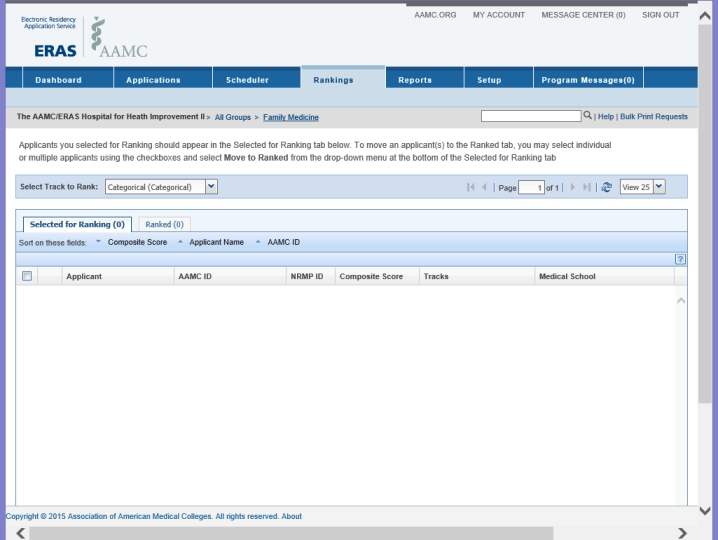 Electronic Residency
Application Service
ERAS
AAMC
AAMC.ORG MY ACCOUNT MESSAGE CENTER (0) SIGN OUT
Dashboard Applications Scheduler Rankings Reports Setup Program Messages(0)
The AAMC/ERAS Hospital for Heath Improvement II > All Groups > Family Medicine | Help | Bulk Print Requests
Applicants you selected for Ranking should appear in the Selected for Ranking tab below. To move an applicant(s) to the Ranked tab, you may select individual
or multiple applicants using the checkboxes and select Move to Ranked from the drop-down menu at the bottom of the Selected for Ranking tab
Select Track to Rank: Categorical (Categorical) | Page 1 of 1 | | View 25
Selected for Ranking (0) Ranked (0)
Sort on these fields: Composite Score Applicant Name AAMC ID
?
Applicant AAMC ID NRMP ID Composite Score Tracks Medical School
Copyright © 2015 Association of American Medical Colleges. All rights reserved. About